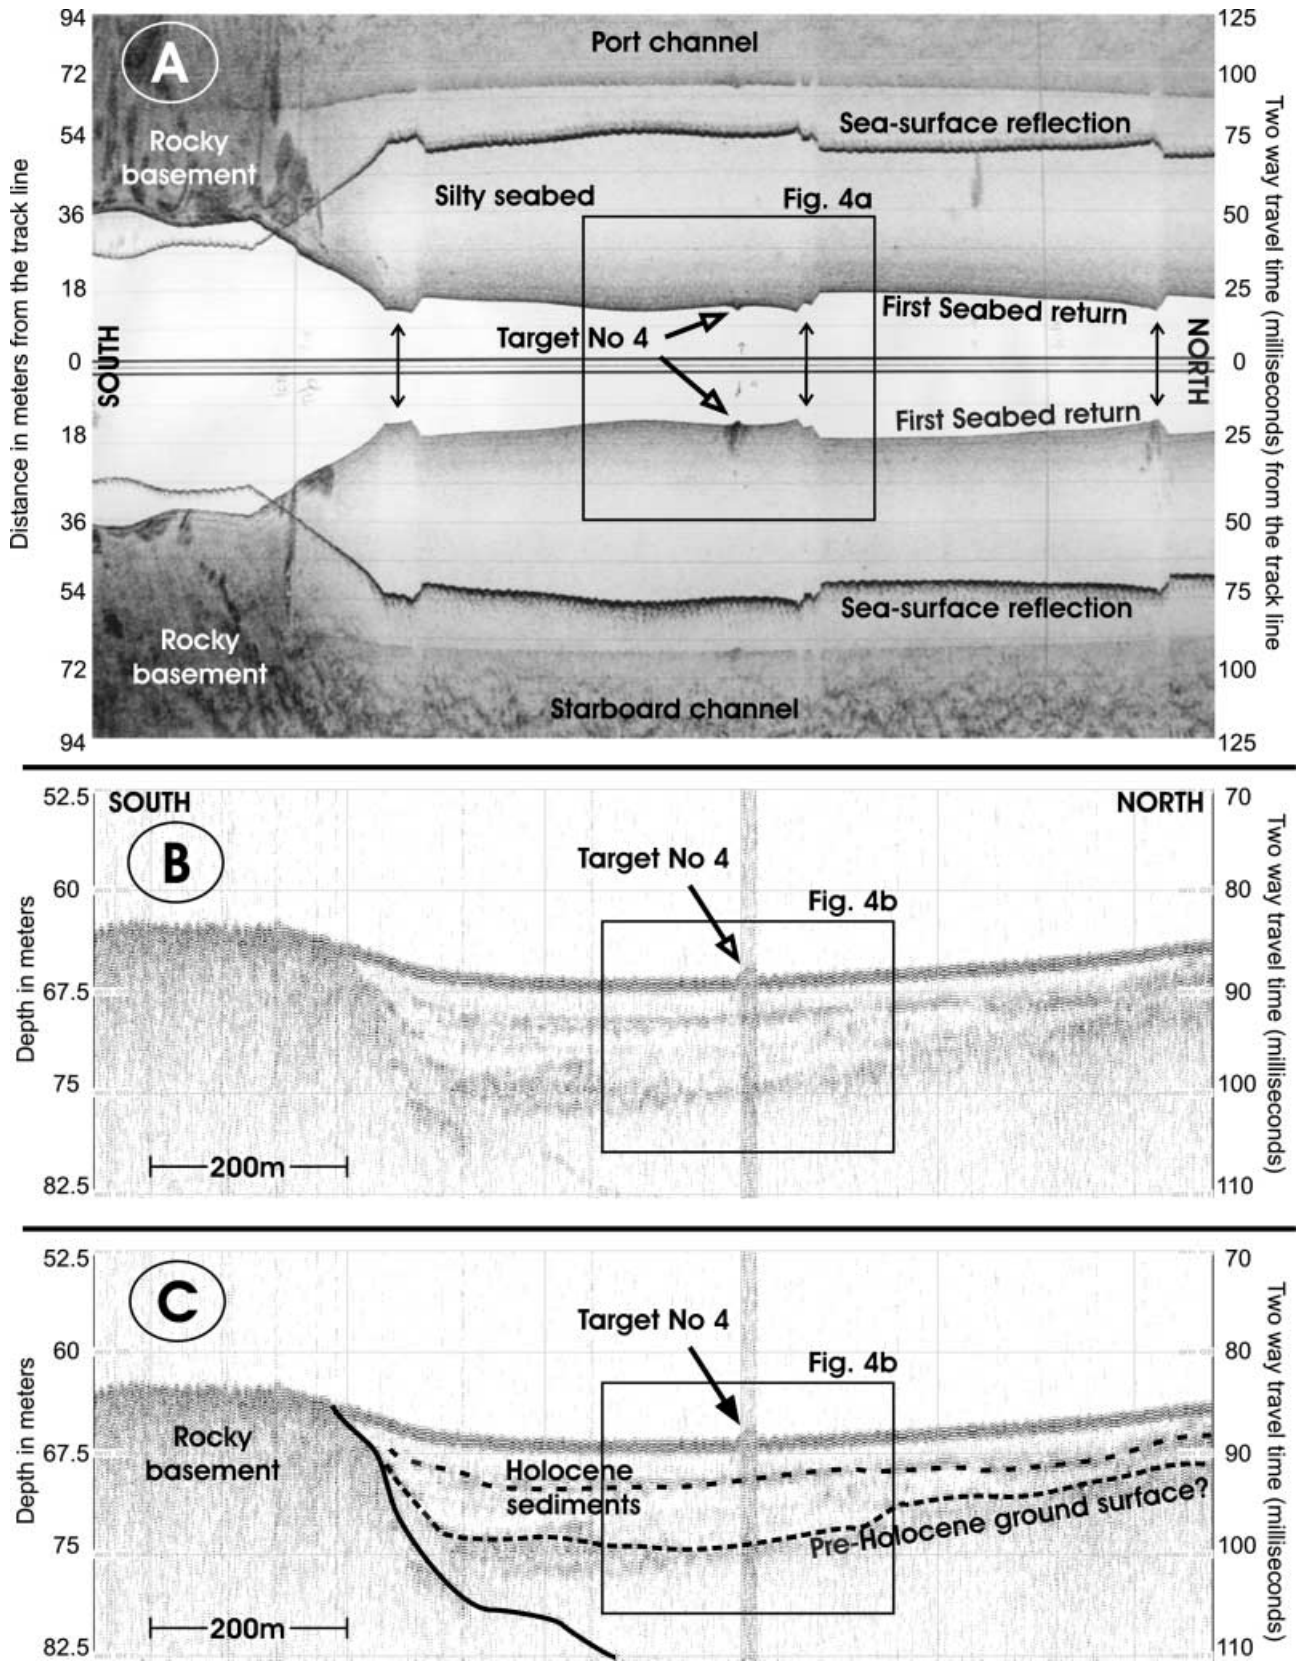 94
125
A
Port channel
72
100
Sea-surface reflection
54
75
Rocky
basement
Silty seabed
Fig. 4a
36
50
18
25
First Seabed return
Target No 4
SOUTH
NORTH
0
0
First Seabed return
18
25
36
50
54
75
Sea-surface reflection
Rocky
basement
72
100
Starboard channel
94
125
Distance in meters from the track line
Two way travel time (milliseconds) from the track line
52.5
SOUTH
NORTH
70
B
Target No 4
60
80
Fig. 4b
67.5
90
75
100
200m
82.5
110
Depth in meters
Two way travel time (milliseconds)
52.5
70
C
Target No 4
60
80
Fig. 4b
Rocky
basement
67.5
90
Holocene
sediments
Pre-Holocene ground surface?
75
100
200m
82.5
110
Depth in meters
Two way travel time (milliseconds)